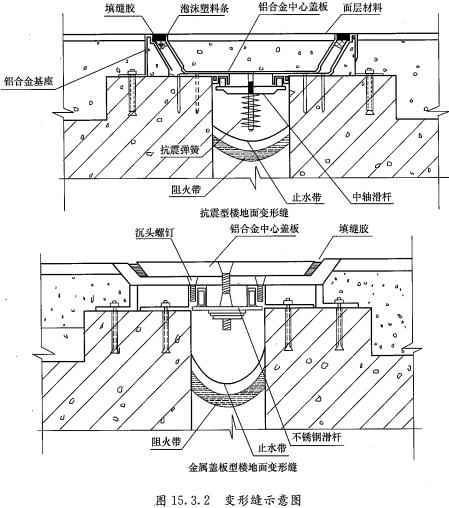 填缝胶
泡沫塑料条
铝合金中心盖板
面层材料
铝合金基座
抗震弹簧
阻火带
止水带
中轴滑杆
抗震型楼地面变形缝
沉头螺钉
铝合金中心盖板
填缝胶
阻火带
止水带
不锈钢滑杆
金属盖板型楼地面变形缝
图 15.3.2 变形缝示意图